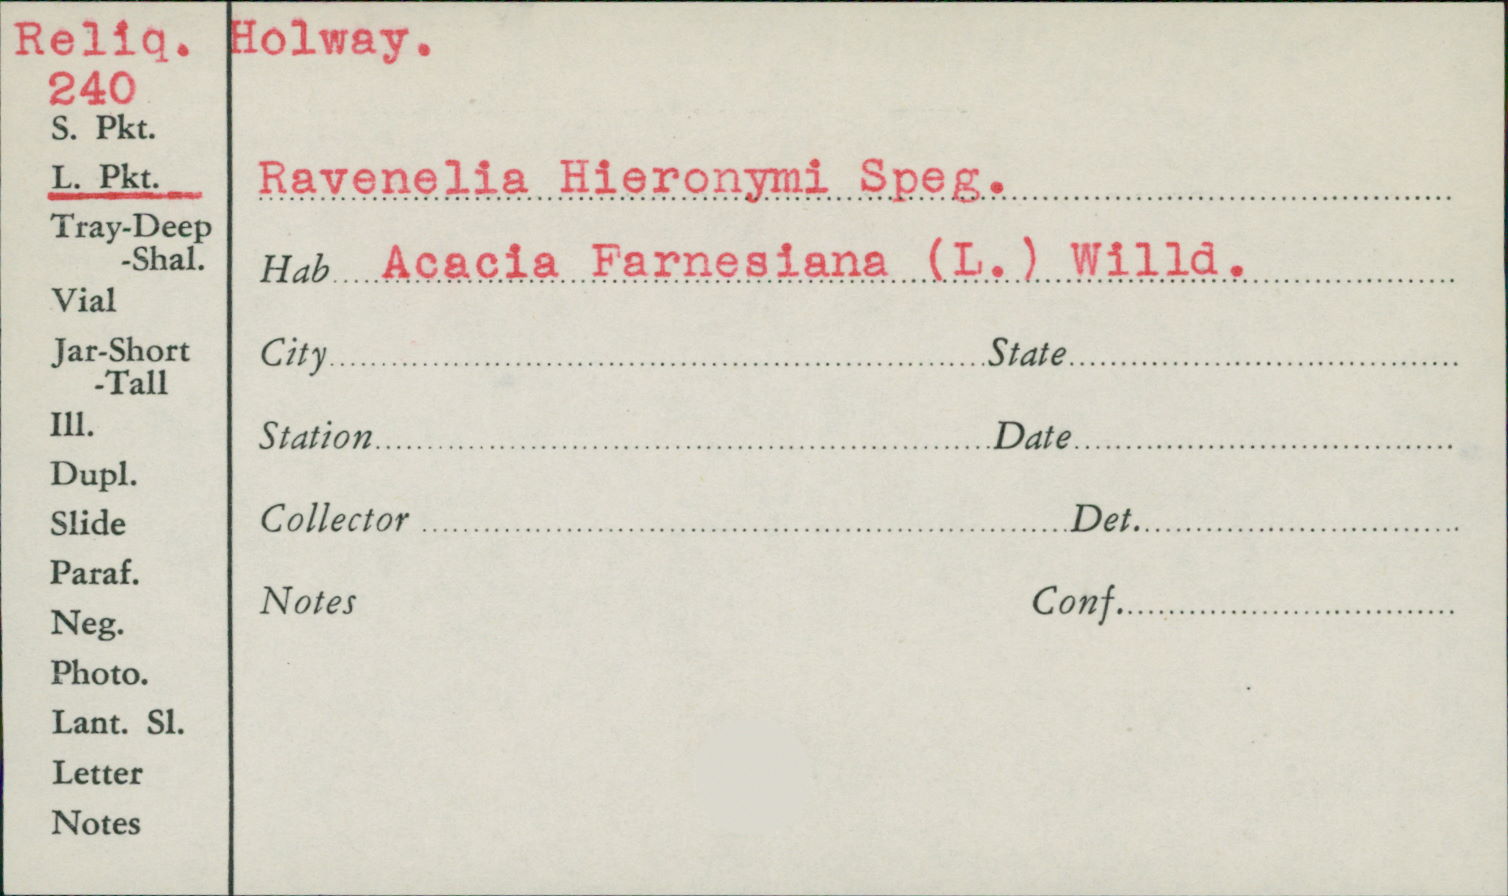 Reliq. Holway.
240
S. Pkt.
L. Pkt.
Ravenelia Hieronymi Speg.
Tray-Deep
-Shal.
Hab Acacia Farnesiana (L.) Willd.
Vial
Jar-Short
-Tall
City State
Ill.
Station Date
Dupl.
Slide
Collector Det.
Paraf.
Notes Conf.
Neg.
Photo.
Lant. Sl.
Letter
Notes